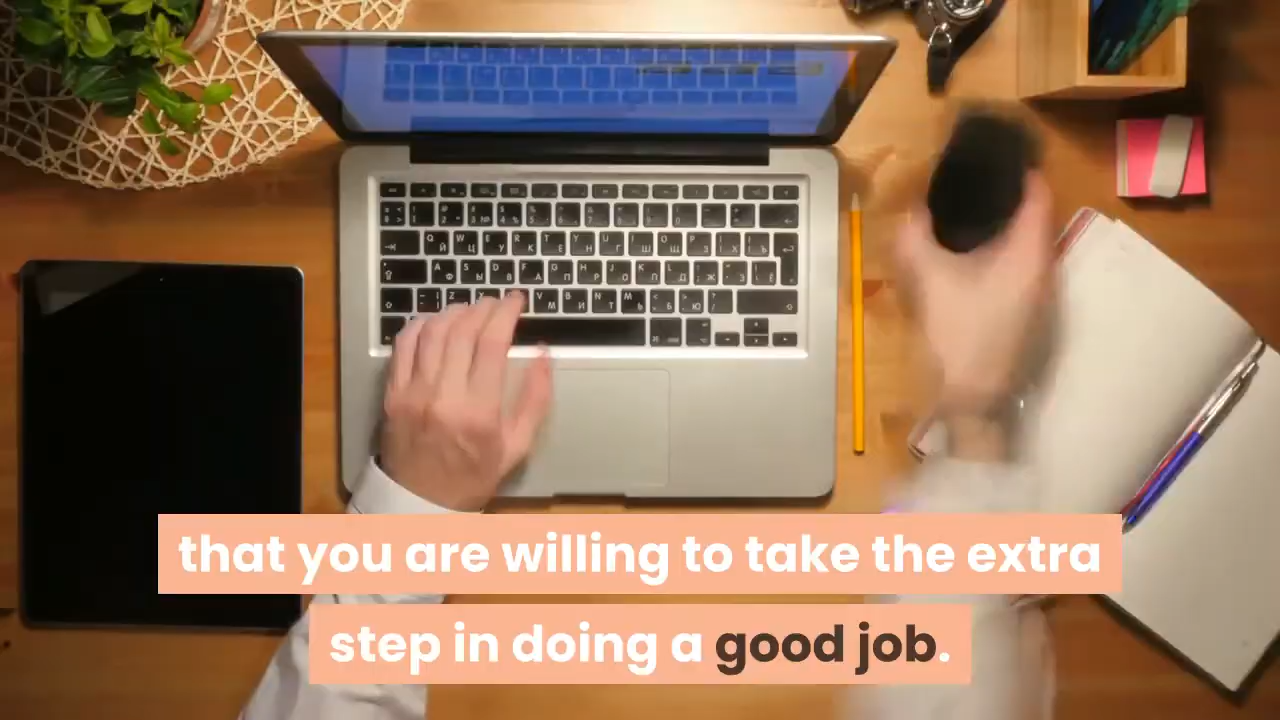 that you are willing to take the extra
step in doing a good job.